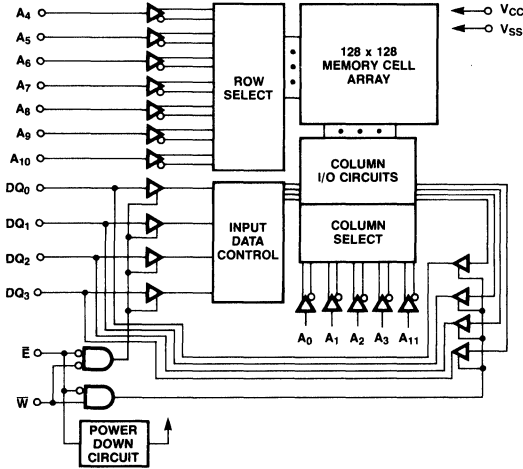 A4
VCC
A5
VSS
A6
A7
A8
A9
A10
ROW
SELECT
128 x 128
MEMORY CELL
ARRAY
DQ0
DQ1
DQ2
DQ3
INPUT
DATA
CONTROL
COLUMN
I/O CIRCUITS
COLUMN
SELECT
A0
A1
A2
A3
A11
E̅
W̅
POWER
DOWN
CIRCUIT